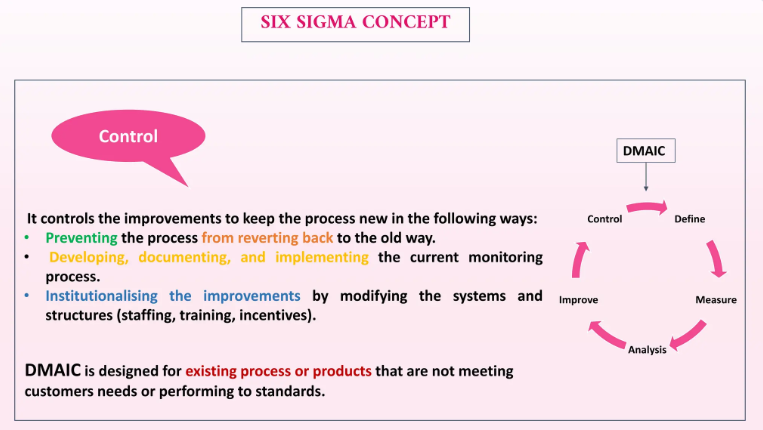 SIX SIGMA CONCEPT
Control
It controls the improvements to keep the process new in the following ways:
• Preventing the process from reverting back to the old way.
• Developing, documenting, and implementing the current monitoring
process.
• Institutionalising the improvements by modifying the systems and
structures (staffing, training, incentives).
DMAIC is designed for existing process or products that are not meeting
customers needs or performing to standards.
DMAIC
Control
Define
Improve
Measure
Analysis